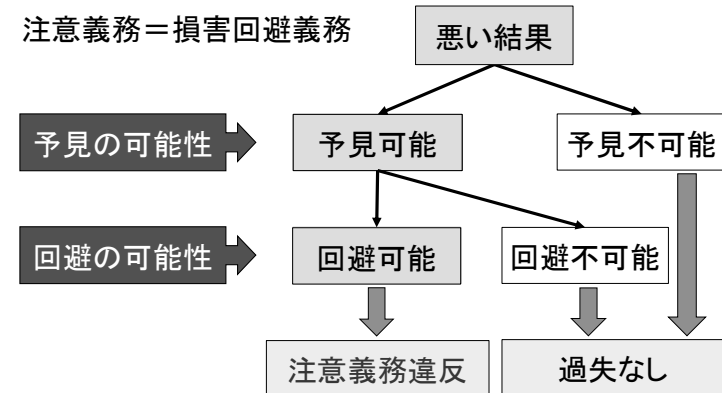 注意義務＝損害回避義務
悪い結果
予見の可能性
予見可能
予見不可能
回避の可能性
回避可能
回避不可能
注意義務違反
過失なし